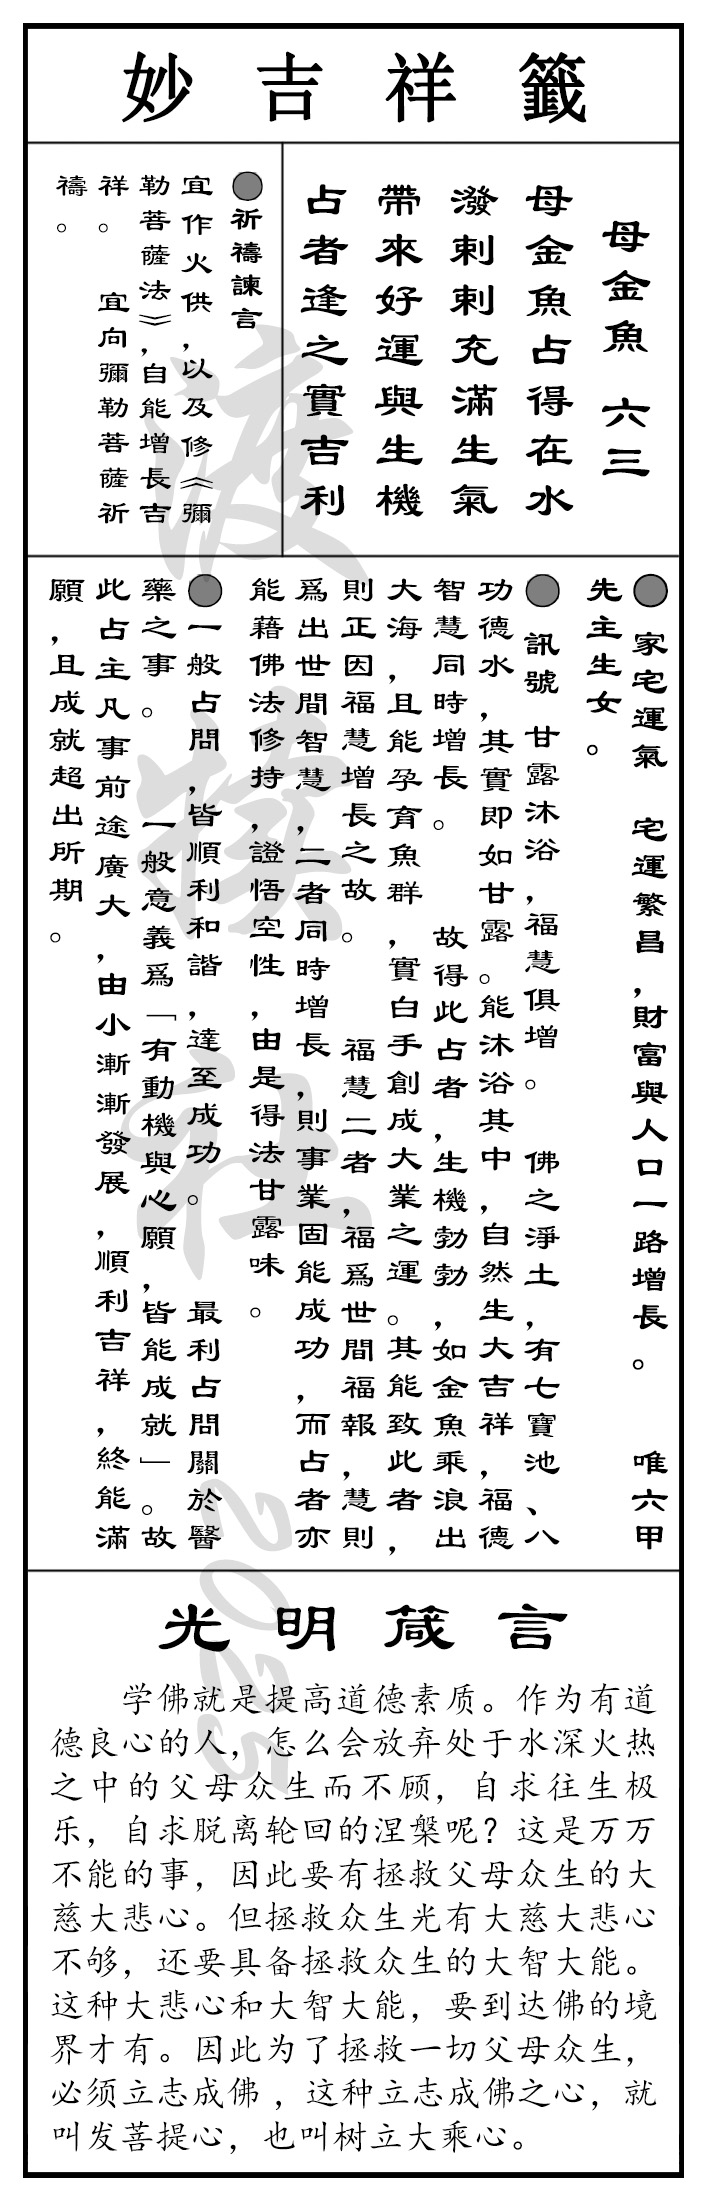 妙吉祥籤
母金魚 六三
母金魚占得在水
潑剌剌充滿生氣
帶來好運與生機
占者逢之實吉利
●祈禱諫言
宜作火供，以及修《彌
勒菩薩法》，自能增長吉
祥。 宜向彌勒菩薩祈
禱。
● 家宅運氣 宅運繁昌，財富與人口一路增長。 唯六甲
先主生女。
● 訊號 甘露沐浴，福慧俱增。 佛之淨土，有七寶池、八
功德水，其實即如甘露。能沐浴其中，自然生大吉祥，福德
智慧同時增長。 故得此占者，生機勃勃，如金魚乘浪出
大海，且能孕育魚群，實白手創成大業之運。其能致此者，
則正因福慧增長之故。 福慧二者，福爲世間福報，慧則
爲出世間智慧，二者同時增長，則事業固能成功，而占者亦
能藉佛法修持，證悟空性，由是得法甘露味。
●一般占問，皆順利和諧，達至成功。 最利占問關於醫
藥之事。 一般意義爲「有動機與心願，皆能成就」。故
此占主凡事前途廣大，由小漸漸發展，順利吉祥，終能滿
願，且成就超出所期。
光明箴言
学佛就是提高道德素质。作为有道
德良心的人，怎么会放弃处于水深火热
之中的父母众生而不顾，自求往生极
乐，自求脱离轮回的涅槃呢？这是万万
不能的事，因此要有拯救父母众生的大
慈大悲心。但拯救众生光有大慈大悲心
不够，还要具备拯救众生的大智大能。
这种大悲心和大智大能，要到达佛的境
界才有。因此为了拯救一切父母众生，
必须立志成佛，这种立志成佛之心，就
叫发菩提心，也叫树立大乘心。
2025